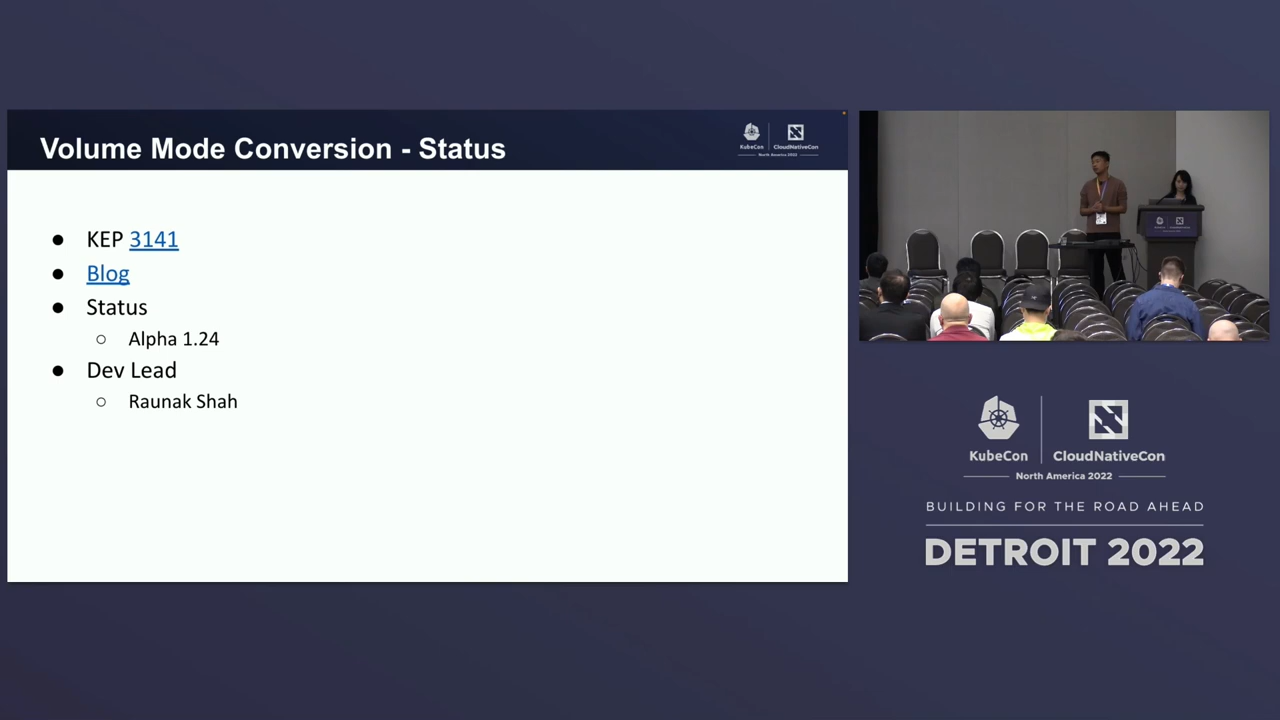 Volume Mode Conversion - Status
KubeCon
CloudNativeCon
North America 2022
● KEP 3141
● Blog
● Status
○ Alpha 1.24
● Dev Lead
○ Raunak Shah
KubeCon
CloudNativeCon
North America 2022
BUILDING FOR THE ROAD AHEAD
DETROIT 2022